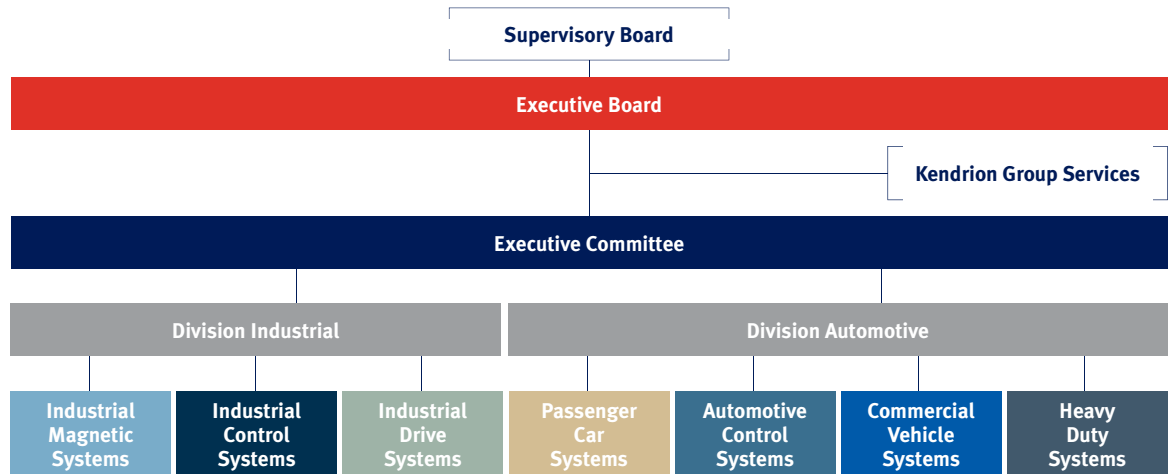 Supervisory Board
Executive Board
Kendrion Group Services
Executive Committee
Division Industrial
Division Automotive
Industrial
Magnetic
Systems
Industrial
Control
Systems
Industrial
Drive
Systems
Passenger
Car
Systems
Automotive
Control
Systems
Commercial
Vehicle
Systems
Heavy
Duty
Systems